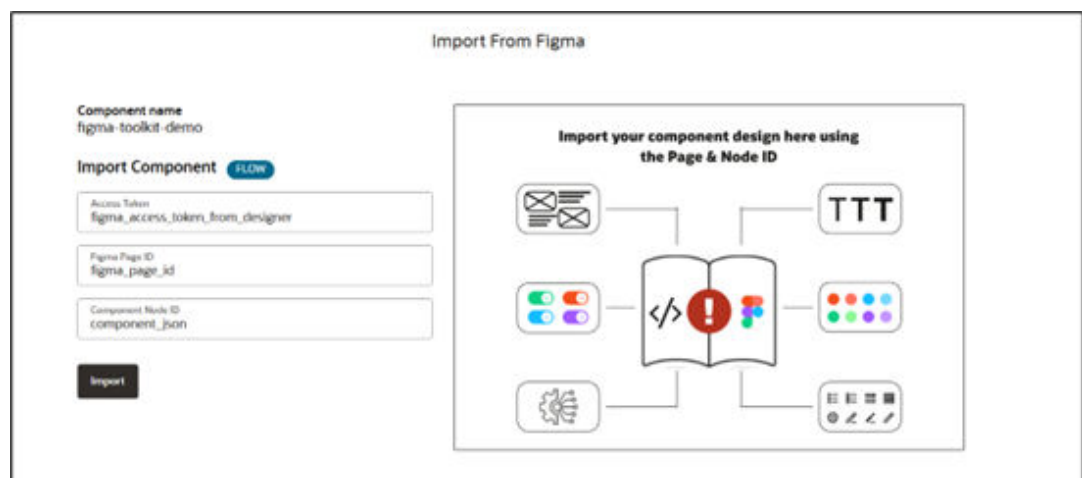 Import From Figma
Component name
figma-toolkit-demo
Import Component FLOW
Access Token
figma_access_token_from_designer
Figma Page ID
figma_page_id
Component Node ID
component_json
Import
Import your component design here using
the Page & Node ID
TTT